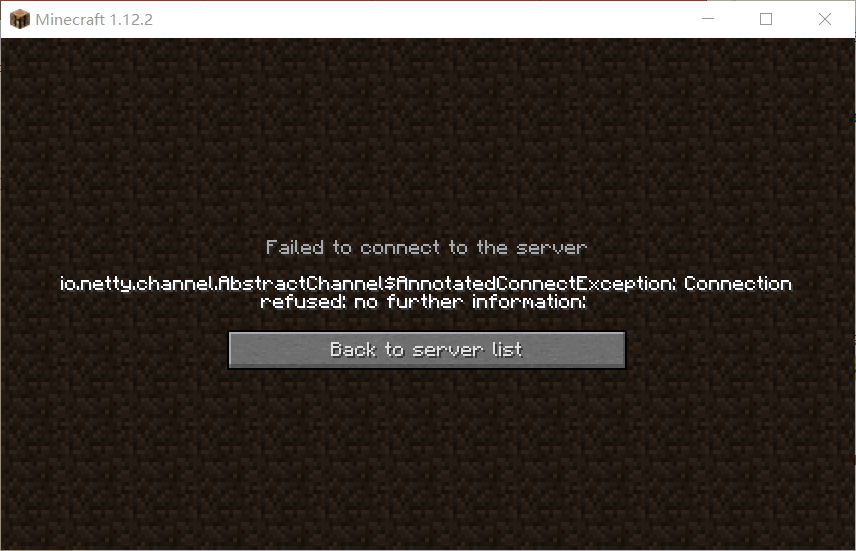 Minecraft 1.12.2
Failed to connect to the server
io.netty.channel.AbstractChannel$AnnotatedConnectException: Connection
refused: no further information:
Back to server list